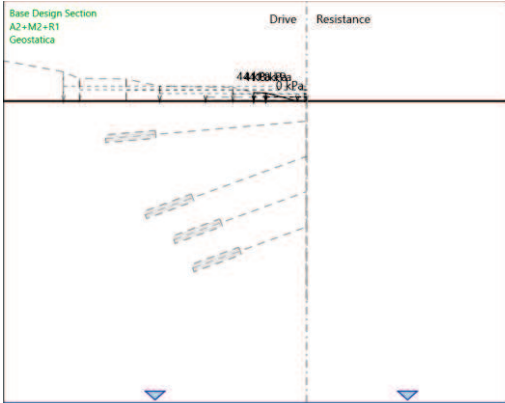 Base Design Section
A2+M2+R1
Geostatica
Drive
Resistance
0 kPa